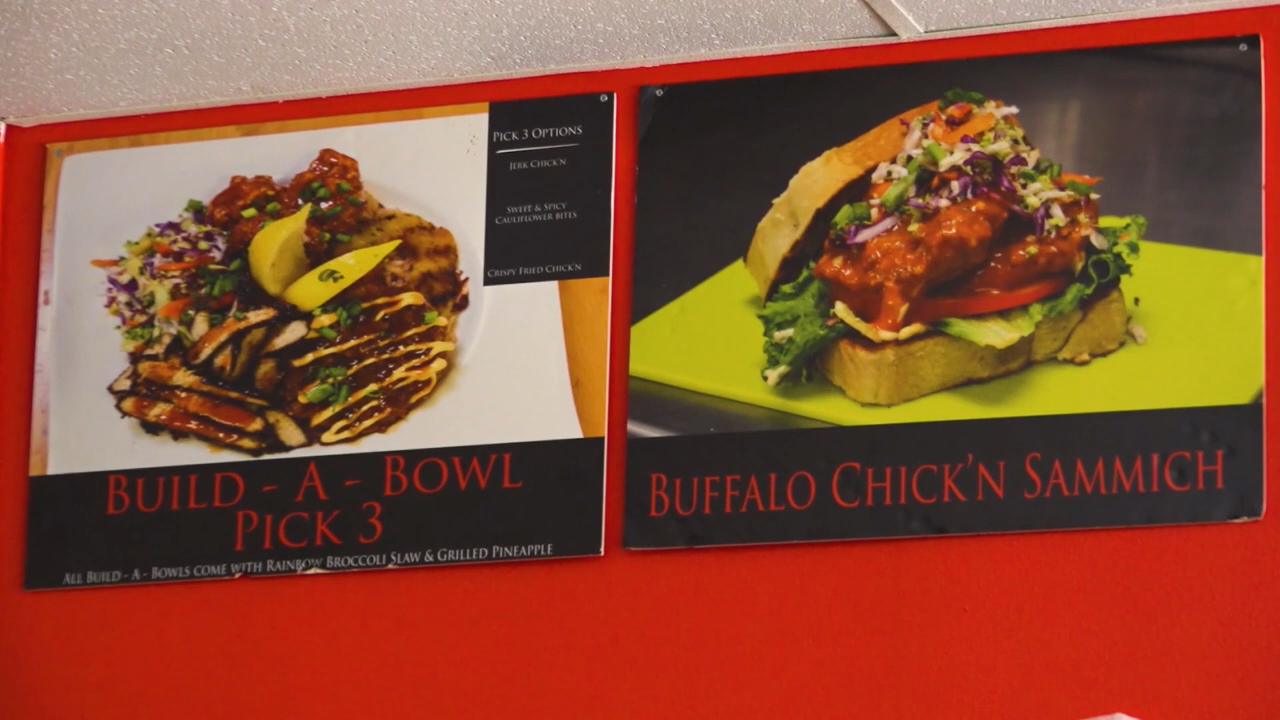 PICK 3 OPTIONS
JERK CHICK'N
SWEET & SPICY
CAULIFLOWER BITES
CRISPY FRIED CHICK'N
BUILD - A - BOWL
PICK 3
ALL BUILD - A - BOWLS COME WITH RAINBOW BROCCOLI SLAW & GRILLED PINEAPPLE
BUFFALO CHICK'N SAMMICH